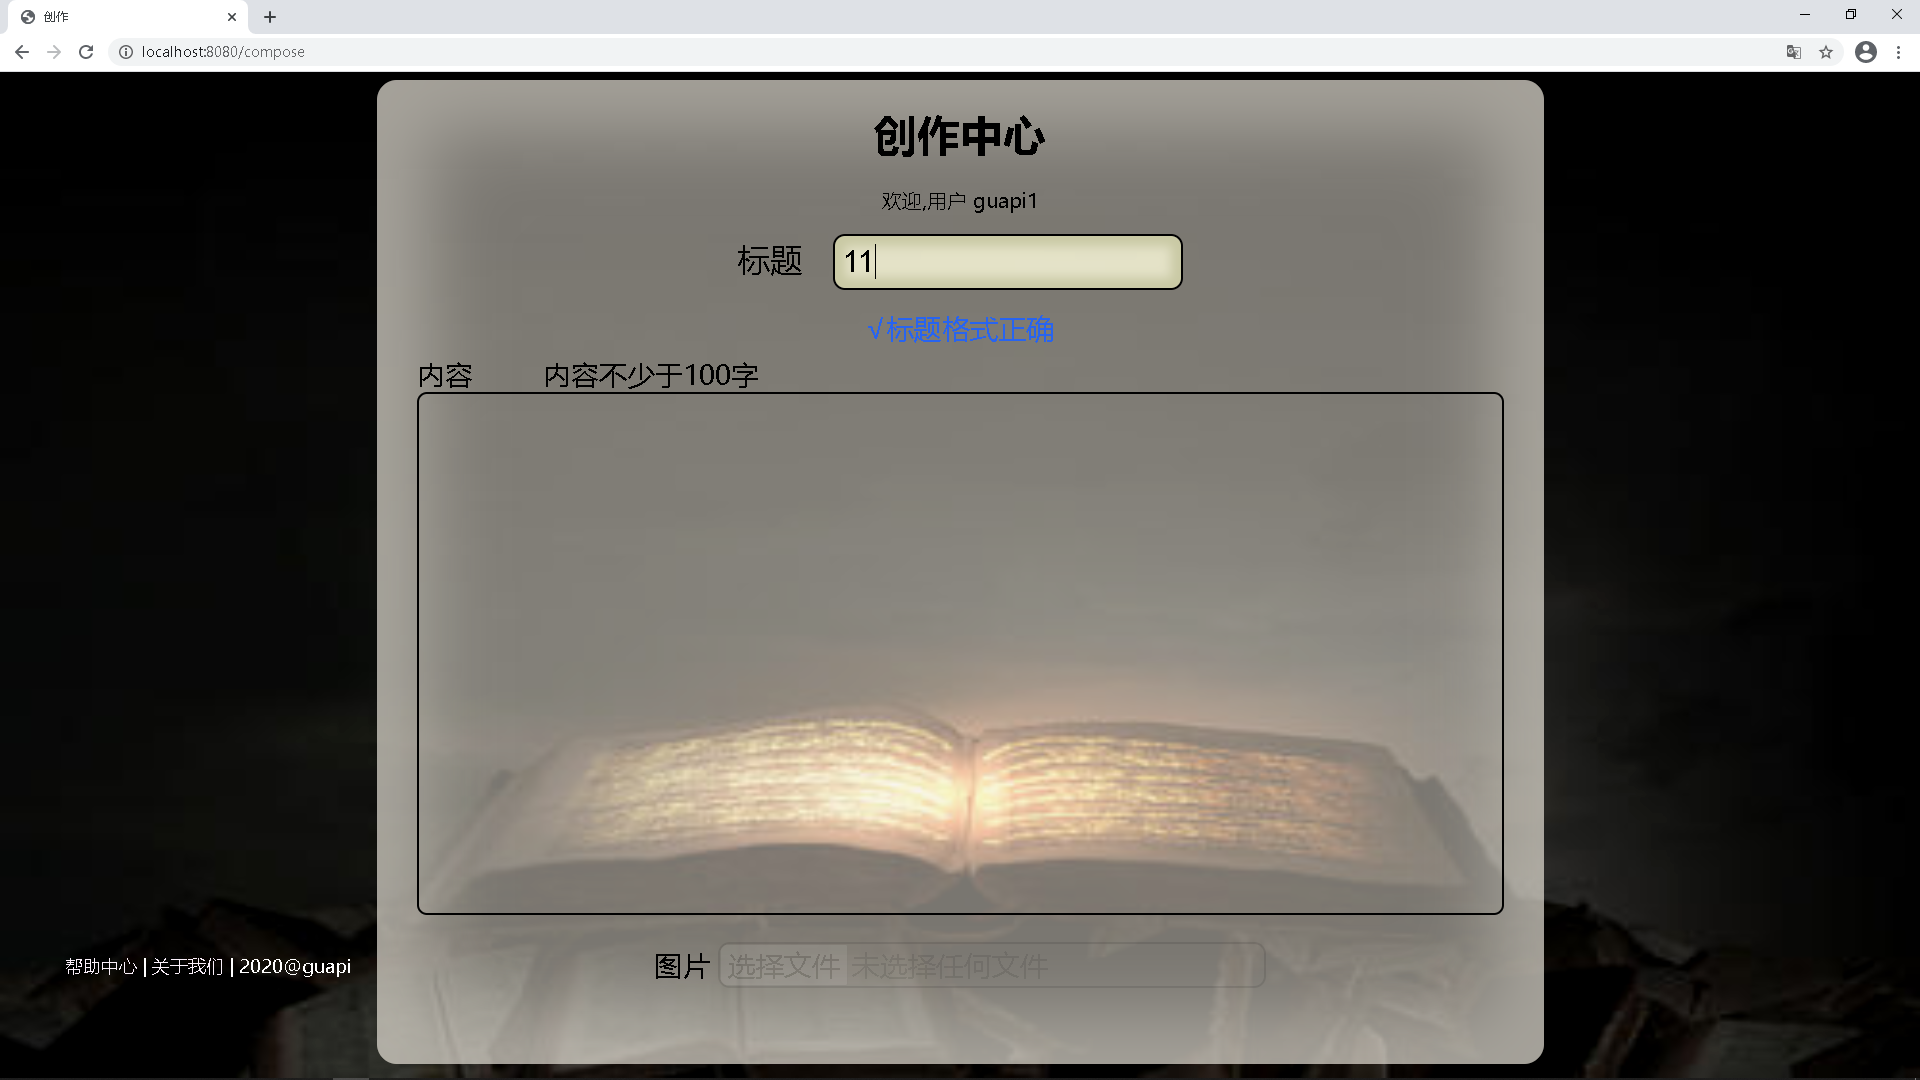 创作
localhost:8080/compose
创作中心
欢迎,用户 guapi1
标题 11
√标题格式正确
内容 内容不少于100字
图片 选择文件 未选择任何文件
帮助中心 | 关于我们 | 2020@guapi